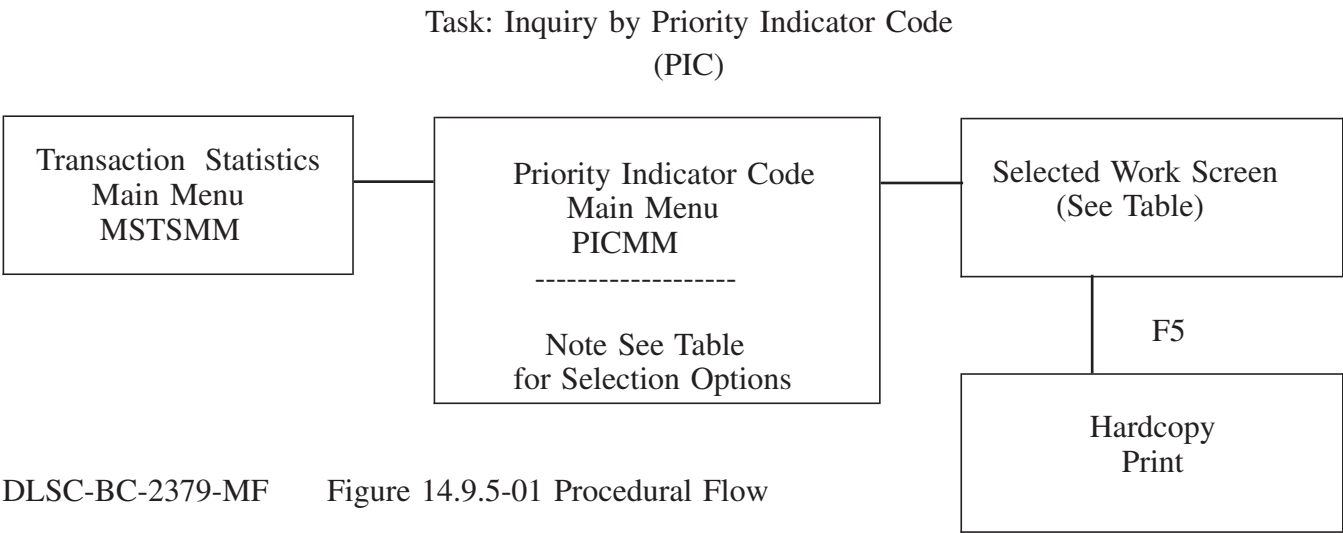 Task: Inquiry by Priority Indicator Code
(PIC)
Transaction Statistics
Main Menu
MSTSMM
Priority Indicator Code
Main Menu
PICMM
-------------------
Note See Table
for Selection Options
Selected Work Screen
(See Table)
F5
Hardcopy
Print
DLSC-BC-2379-MF Figure 14.9.5-01 Procedural Flow